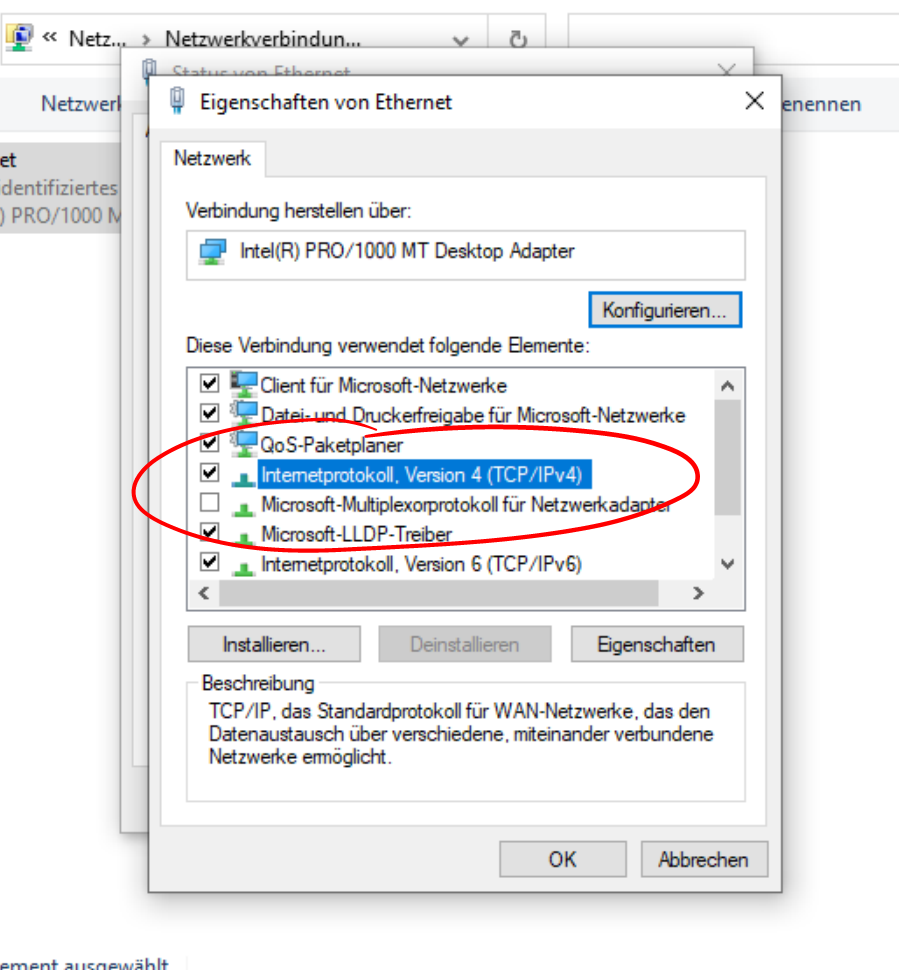 « Netz... › Netzwerkverbindun...
Status von Ethernet
Eigenschaften von Ethernet
Netzwerk
Verbindung herstellen über:
Intel(R) PRO/1000 MT Desktop Adapter
Konfigurieren...
Diese Verbindung verwendet folgende Elemente:
Client für Microsoft-Netzwerke
Datei- und Druckerfreigabe für Microsoft-Netzwerke
QoS-Paketplaner
Internetprotokoll, Version 4 (TCP/IPv4)
Microsoft-Multiplexorprotokoll für Netzwerkadapter
Microsoft-LLDP-Treiber
Internetprotokoll, Version 6 (TCP/IPv6)
Installieren...
Deinstallieren
Eigenschaften
Beschreibung
TCP/IP, das Standardprotokoll für WAN-Netzwerke, das den
Datenaustausch über verschiedene, miteinander verbundene
Netzwerke ermöglicht.
OK
Abbrechen
Netzwerk
enennen
et
identifiziertes
) PRO/1000 M
ement ausgewählt